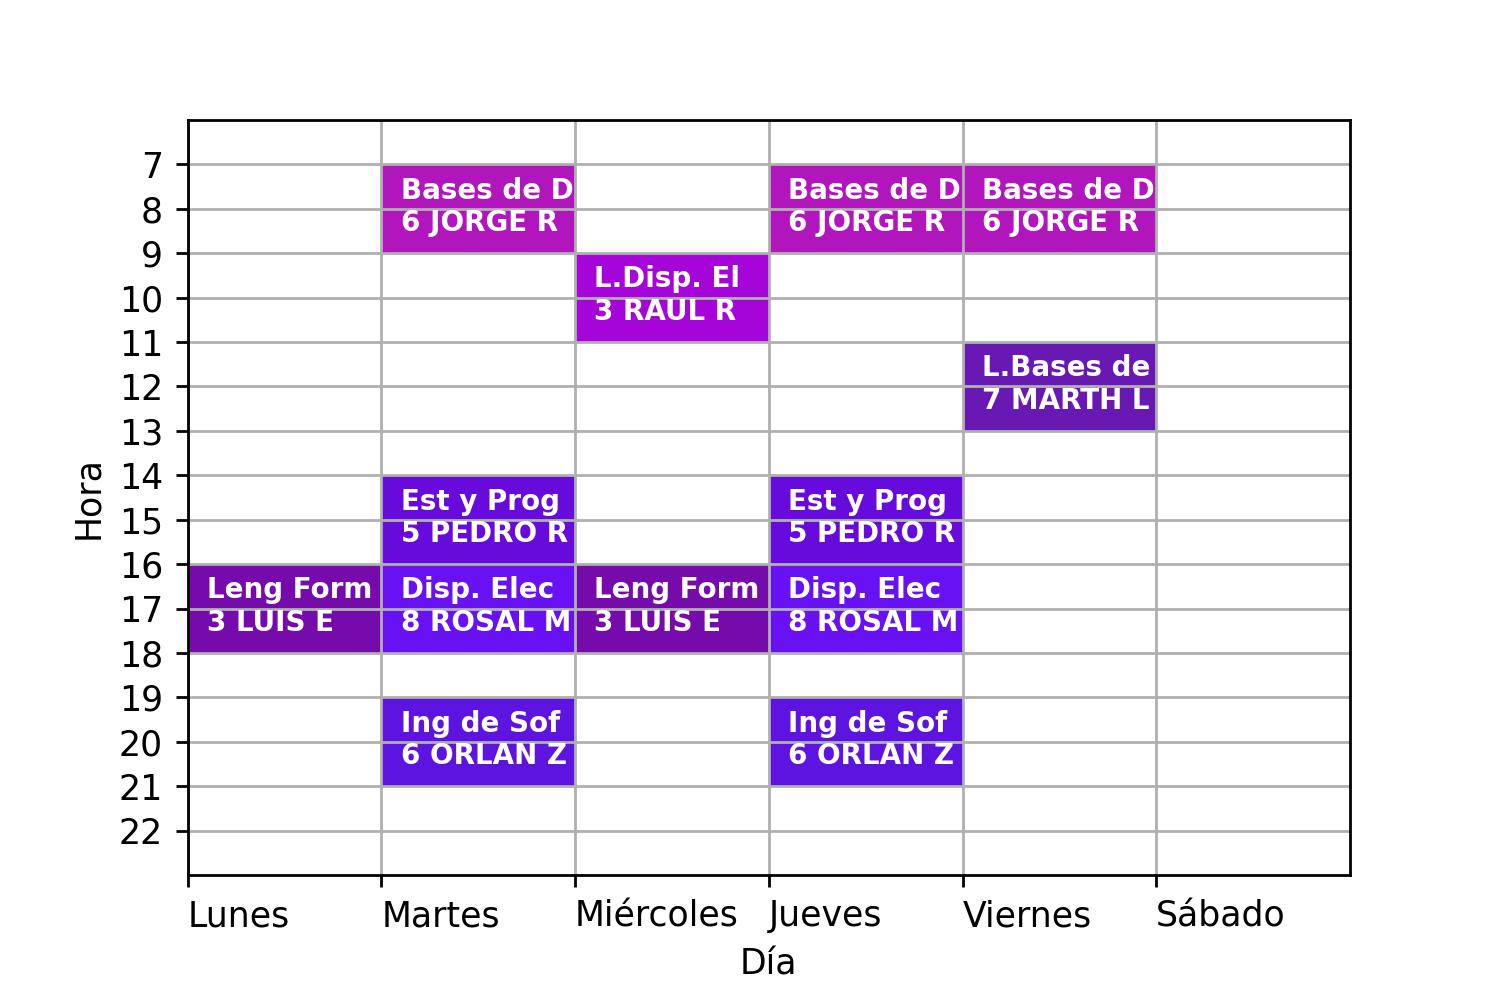 7
Bases de D
6 JORGE R
Bases de D
6 JORGE R
Bases de D
6 JORGE R
8
9
L.Disp. El
3 RAUL R
10
11
L.Bases de
7 MARTH L
12
13
14
Est y Prog
5 PEDRO R
Est y Prog
5 PEDRO R
15
Hora
16
Leng Form
3 LUIS E
Disp. Elec
8 ROSAL M
Leng Form
3 LUIS E
Disp. Elec
8 ROSAL M
17
18
19
Ing de Sof
6 ORLAN Z
Ing de Sof
6 ORLAN Z
20
21
22
Lunes
Martes
Miércoles
Jueves
Viernes
Sábado
Día